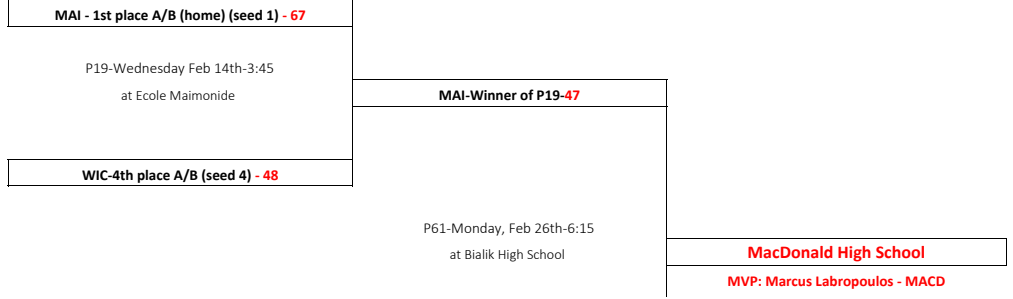 MAI - 1st place A/B (home) (seed 1) - 67
P19-Wednesday Feb 14th-3:45
at Ecole Maimonide
MAI-Winner of P19-47
WIC-4th place A/B (seed 4) - 48
P61-Monday, Feb 26th-6:15
at Bialik High School
MacDonald High School
MVP: Marcus Labropoulos - MACD